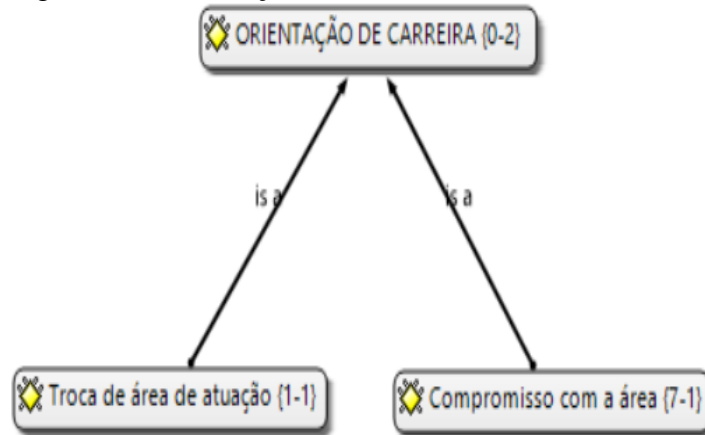 ORIENTAÇÃO DE CARREIRA {0-2}
is a
is a
Troca de área de atuação {1-1}
Compromisso com a área {7-1}